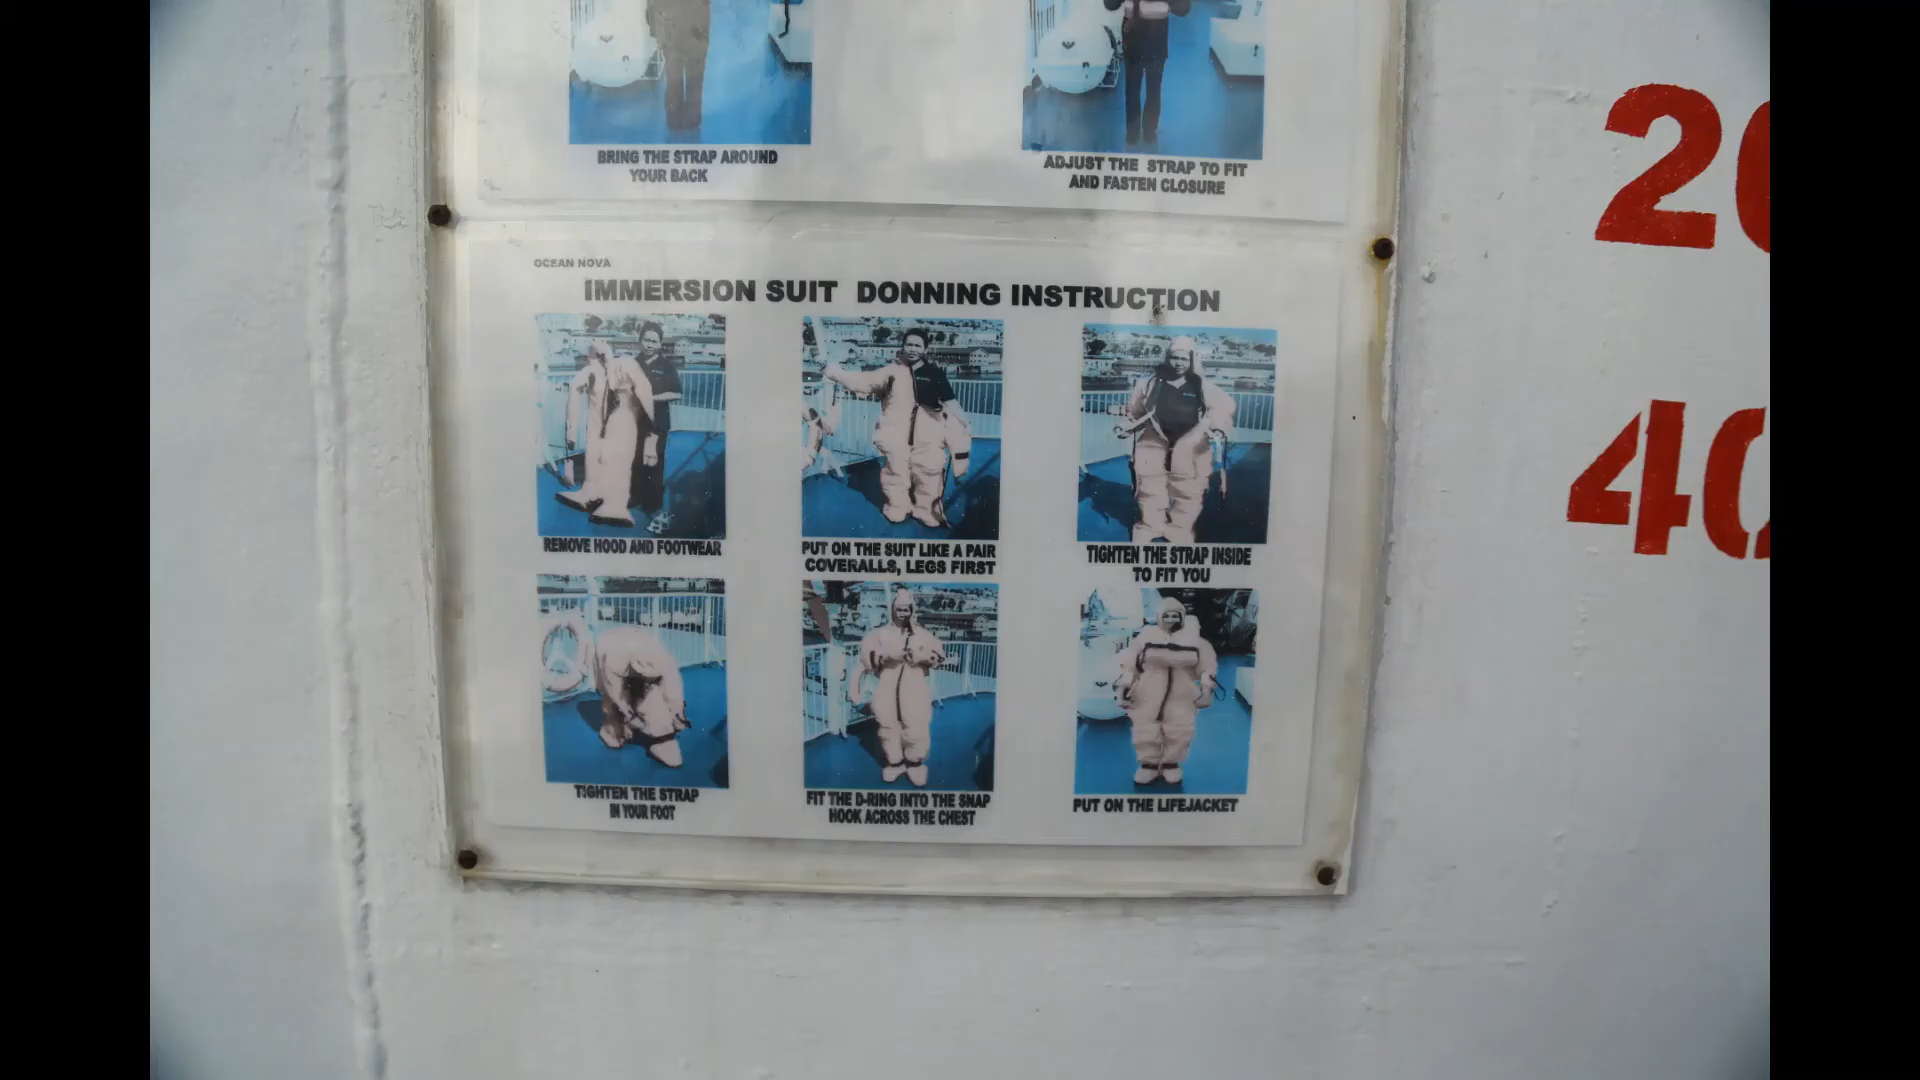 BRING THE STRAP AROUND
YOUR BACK
ADJUST THE STRAP TO FIT
AND FASTEN CLOSURE
OCEAN NOVA
IMMERSION SUIT DONNING INSTRUCTION
REMOVE HOOD AND FOOTWEAR
PUT ON THE SUIT LIKE A PAIR
COVERALLS, LEGS FIRST
TIGHTEN THE STRAP INSIDE
TO FIT YOU
TIGHTEN THE STRAP
IN YOUR FOOT
FIT THE D-RING INTO THE SNAP
HOOK ACROSS THE CHEST
PUT ON THE LIFEJACKET
20
40